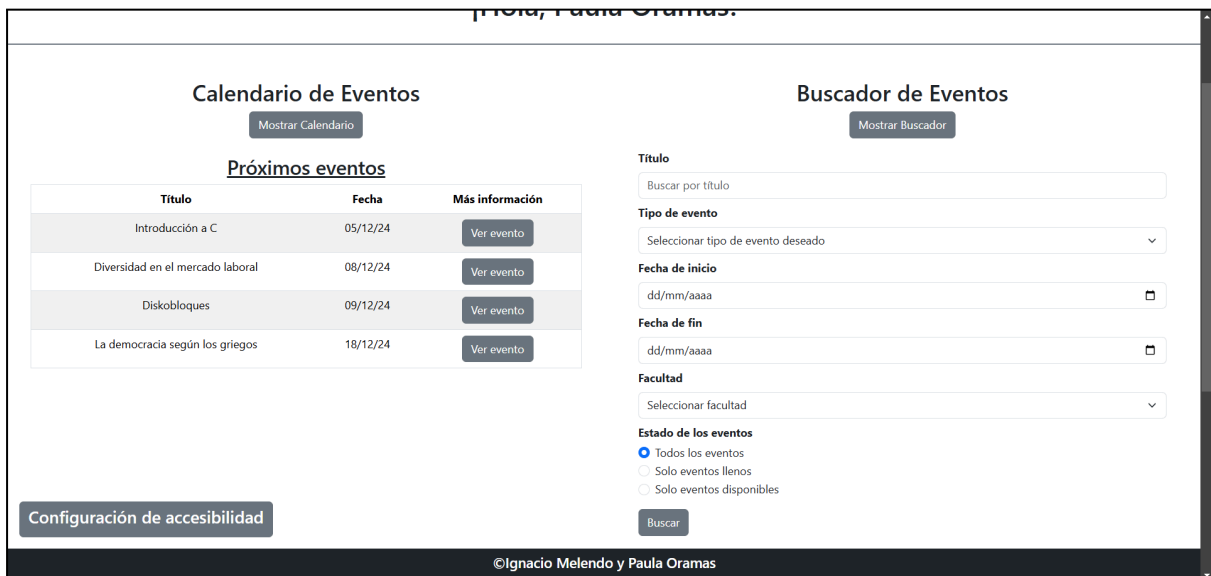 ¡Hola, Paula Oramas!
Calendario de Eventos
Mostrar Calendario
Próximos eventos
Título Fecha Más información
Introducción a C 05/12/24 Ver evento
Diversidad en el mercado laboral 08/12/24 Ver evento
Diskobloques 09/12/24 Ver evento
La democracia según los griegos 18/12/24 Ver evento
Configuración de accesibilidad
Buscador de Eventos
Mostrar Buscador
Título
Buscar por título
Tipo de evento
Seleccionar tipo de evento deseado
Fecha de inicio
dd/mm/aaaa
Fecha de fin
dd/mm/aaaa
Facultad
Seleccionar facultad
Estado de los eventos
Todos los eventos
Solo eventos llenos
Solo eventos disponibles
Buscar
©Ignacio Melendo y Paula Oramas